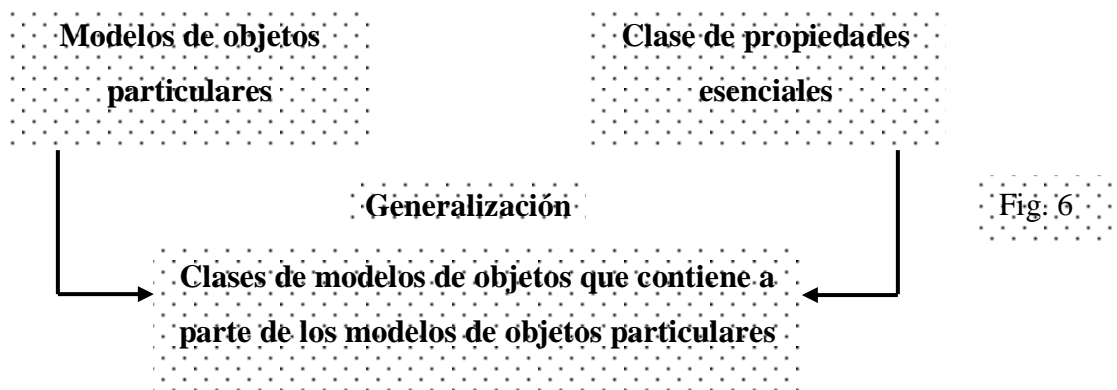 Modelos de objetos
particulares
Clase de propiedades
esenciales
Generalización
Fig. 6
Clases de modelos de objetos que contiene a
parte de los modelos de objetos particulares